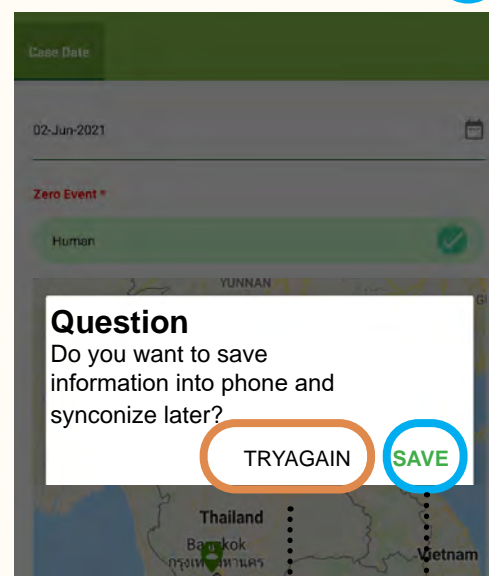 Case Date
02-Jun-2021
Zero Event *
Human
YUNNAN
Question
Do you want to save
information into phone and
synconize later?
TRYAGAIN SAVE
Thailand
Bangkok
Vietnam